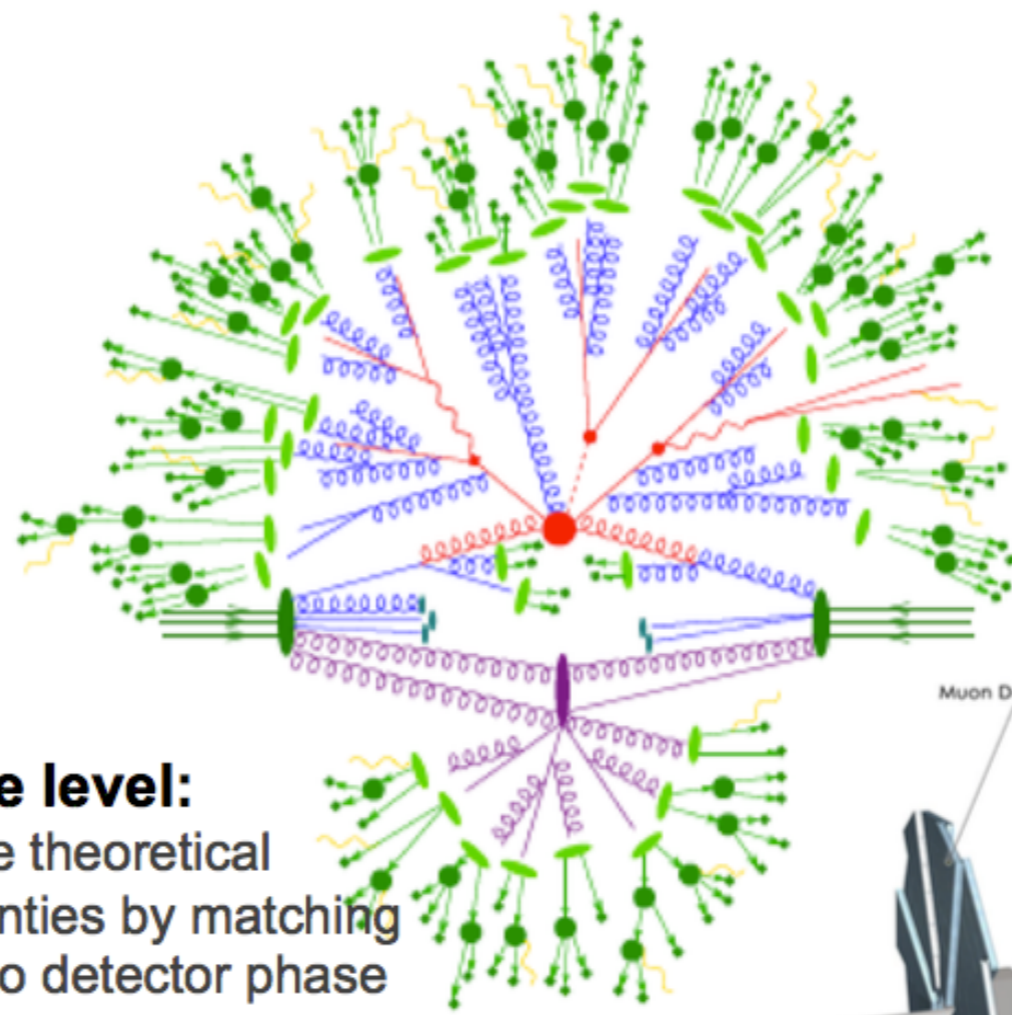 Muon D
e level:
e theoretical
nties by matching
o detector phase